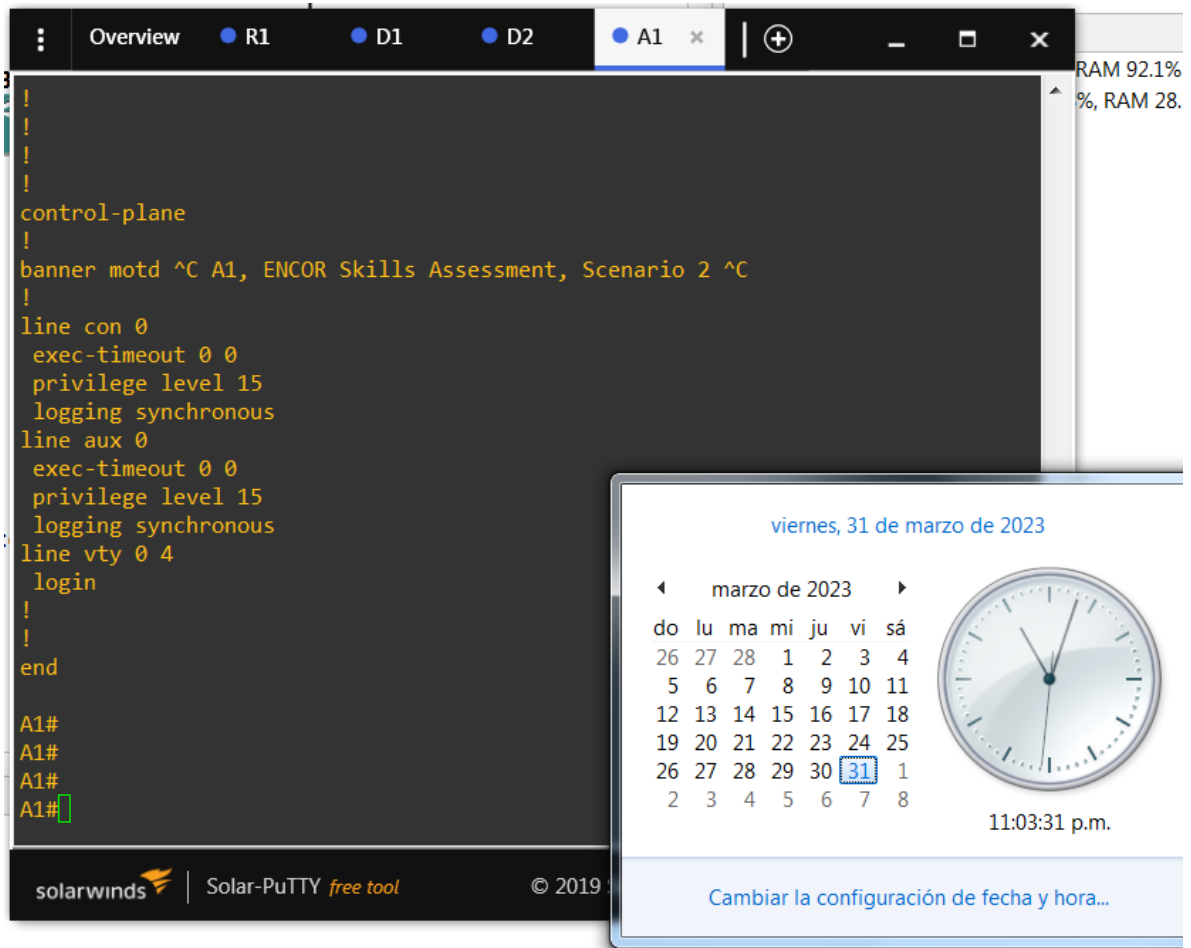 Overview R1 D1 D2 A1
RAM 92.1%
%, RAM 28.
!
!
!
!
control-plane
!
banner motd ^C A1, ENCOR Skills Assessment, Scenario 2 ^C
!
line con 0
exec-timeout 0 0
privilege level 15
logging synchronous
line aux 0
exec-timeout 0 0
privilege level 15
logging synchronous
line vty 0 4
login
!
!
end
A1#
A1#
A1#
A1#
solarwinds Solar-PuTTY free tool © 2019
viernes, 31 de marzo de 2023
marzo de 2023
do lu ma mi ju vi sá
26 27 28 1 2 3 4
5 6 7 8 9 10 11
12 13 14 15 16 17 18
19 20 21 22 23 24 25
26 27 28 29 30 31 1
2 3 4 5 6 7 8
11:03:31 p.m.
Cambiar la configuración de fecha y hora...